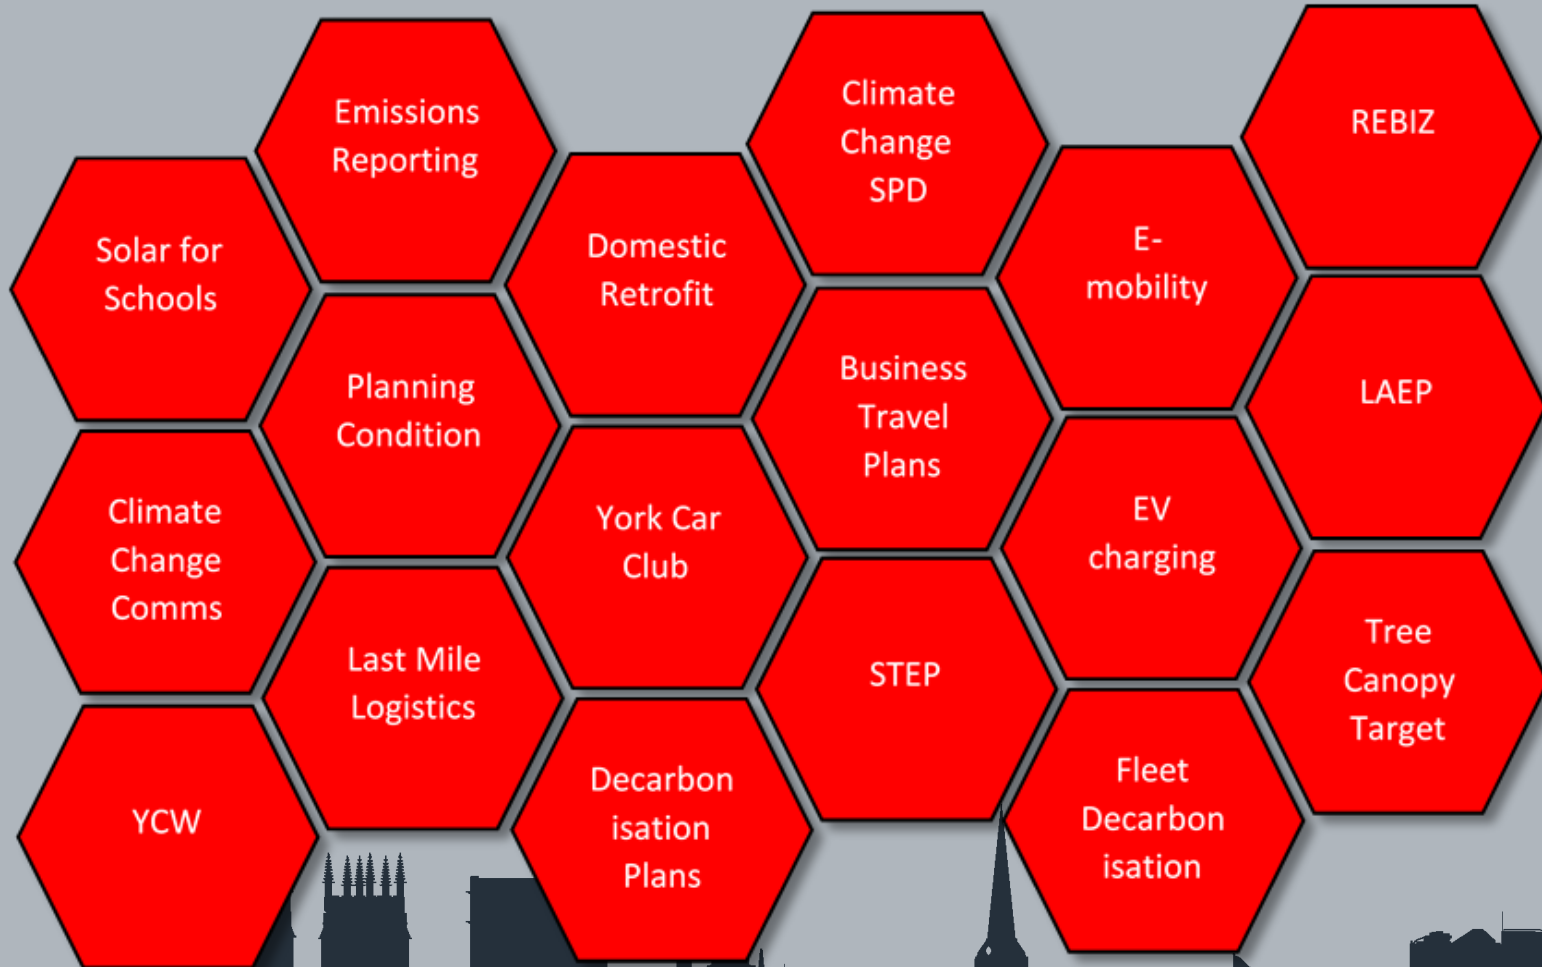 Solar for
Schools
Climate
Change
Comms
YCW
Emissions
Reporting
Planning
Condition
Last Mile
Logistics
Domestic
Retrofit
York Car
Club
Decarbon
isation
Plans
Climate
Change
SPD
Business
Travel
Plans
STEP
E-
mobility
EV
charging
Fleet
Decarbon
isation
REBIZ
LAEP
Tree
Canopy
Target